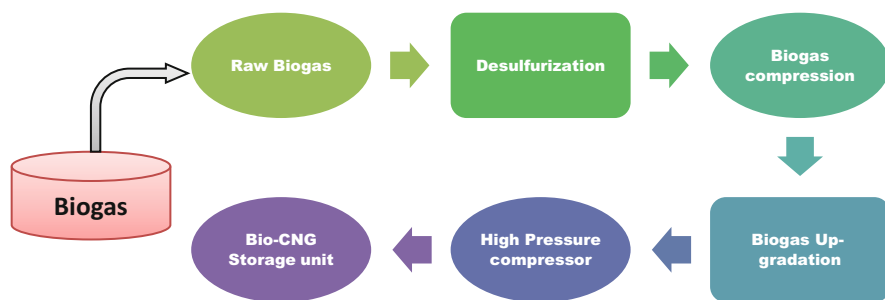 Biogas
Raw Biogas
Desulfurization
Biogas
compression
Biogas Up-
gradation
High Pressure
compressor
Bio-CNG
Storage unit